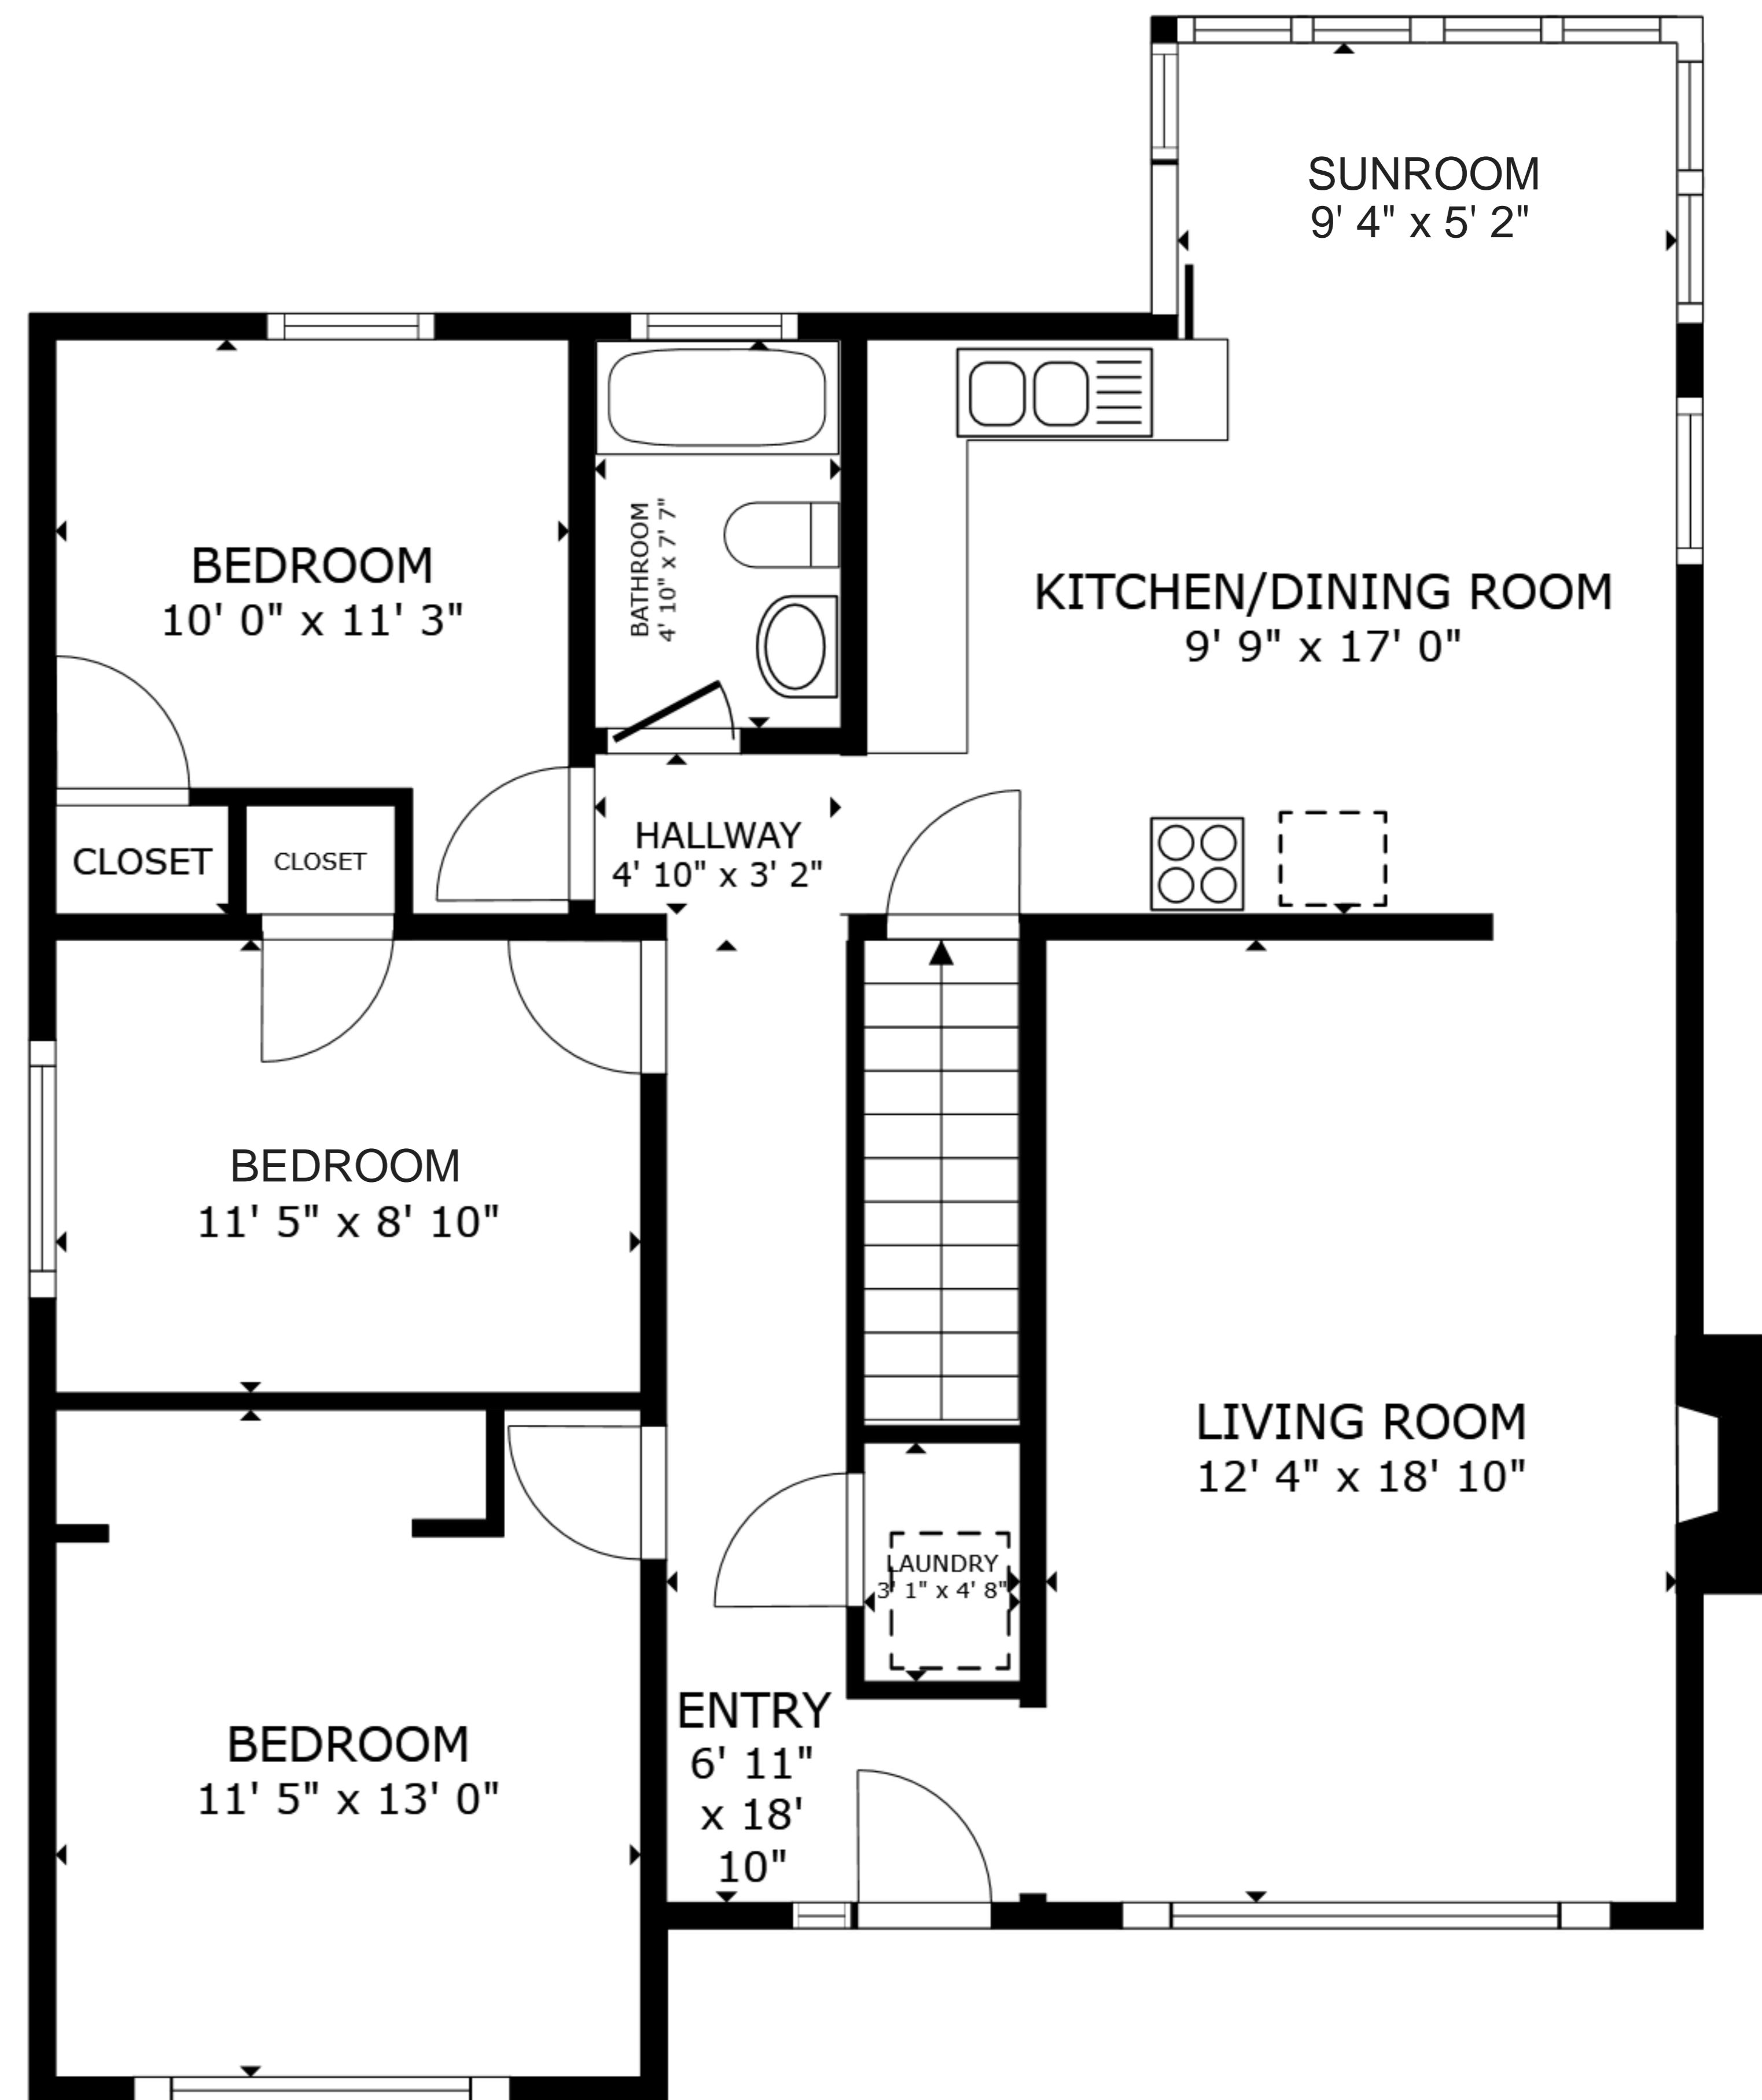 SUNROOM
9' 4" x 5' 2"
BEDROOM
10' 0" x 11' 3"
BATHROOM
4' 10" x 7' 7"
KITCHEN/DINING ROOM
9' 9" x 17' 0"
CLOSET
CLOSET
HALLWAY
4' 10" x 3' 2"
BEDROOM
11' 5" x 8' 10"
LIVING ROOM
12' 4" x 18' 10"
LAUNDRY
3' 1" x 4' 8"
ENTRY
6' 11"
x 18'
10"
BEDROOM
11' 5" x 13' 0"